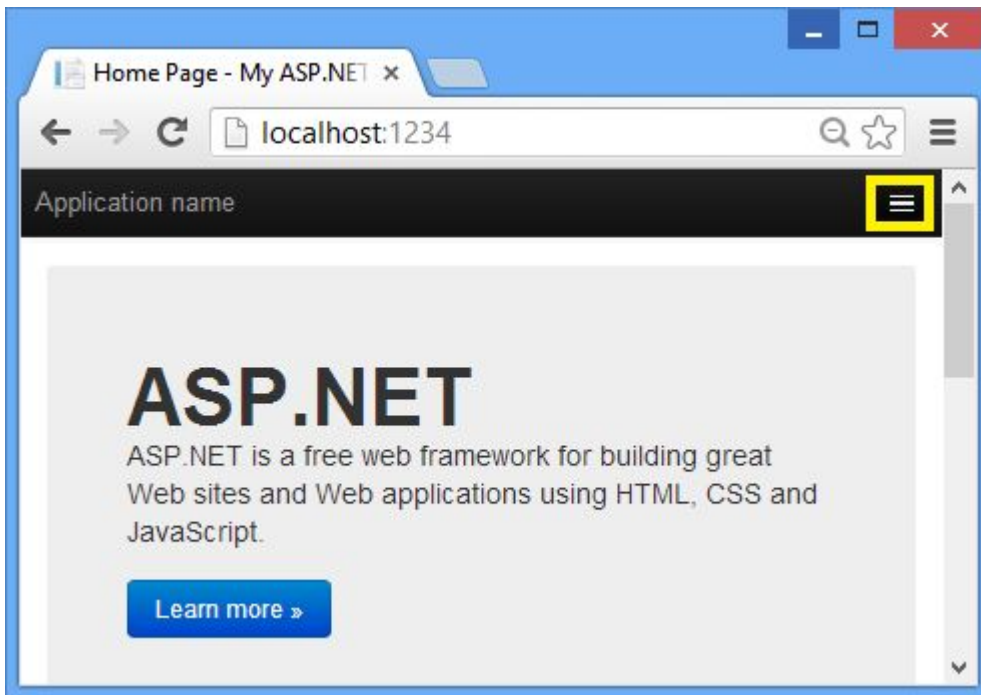 Home Page - My ASP.NET
localhost:1234
Application name
ASP.NET
ASP.NET is a free web framework for building great
Web sites and Web applications using HTML, CSS and
JavaScript.
Learn more »